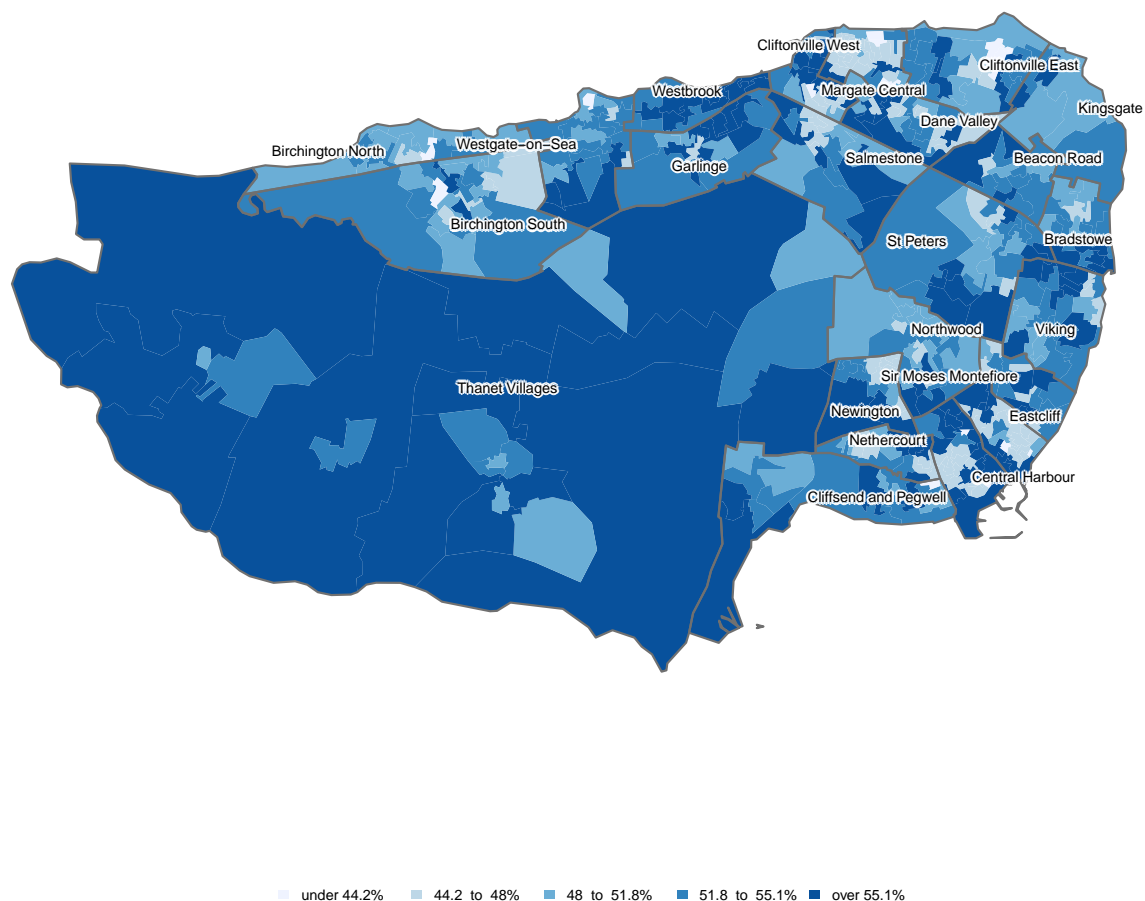 Cliftonville West
Cliftonville East
Westbrook
Margate Central
Kingsgate
Dane Valley
Birchington North
Westgate−on−Sea
Garlinge
Salmestone
Beacon Road
Birchington South
St Peters
Bradstowe
Northwood
Viking
Thanet Villages
Sir Moses Montefiore
Newington
Eastcliff
Nethercourt
Central Harbour
Cliffsend and Pegwell
under 44.2% 44.2 to 48% 48 to 51.8% 51.8 to 55.1% over 55.1%